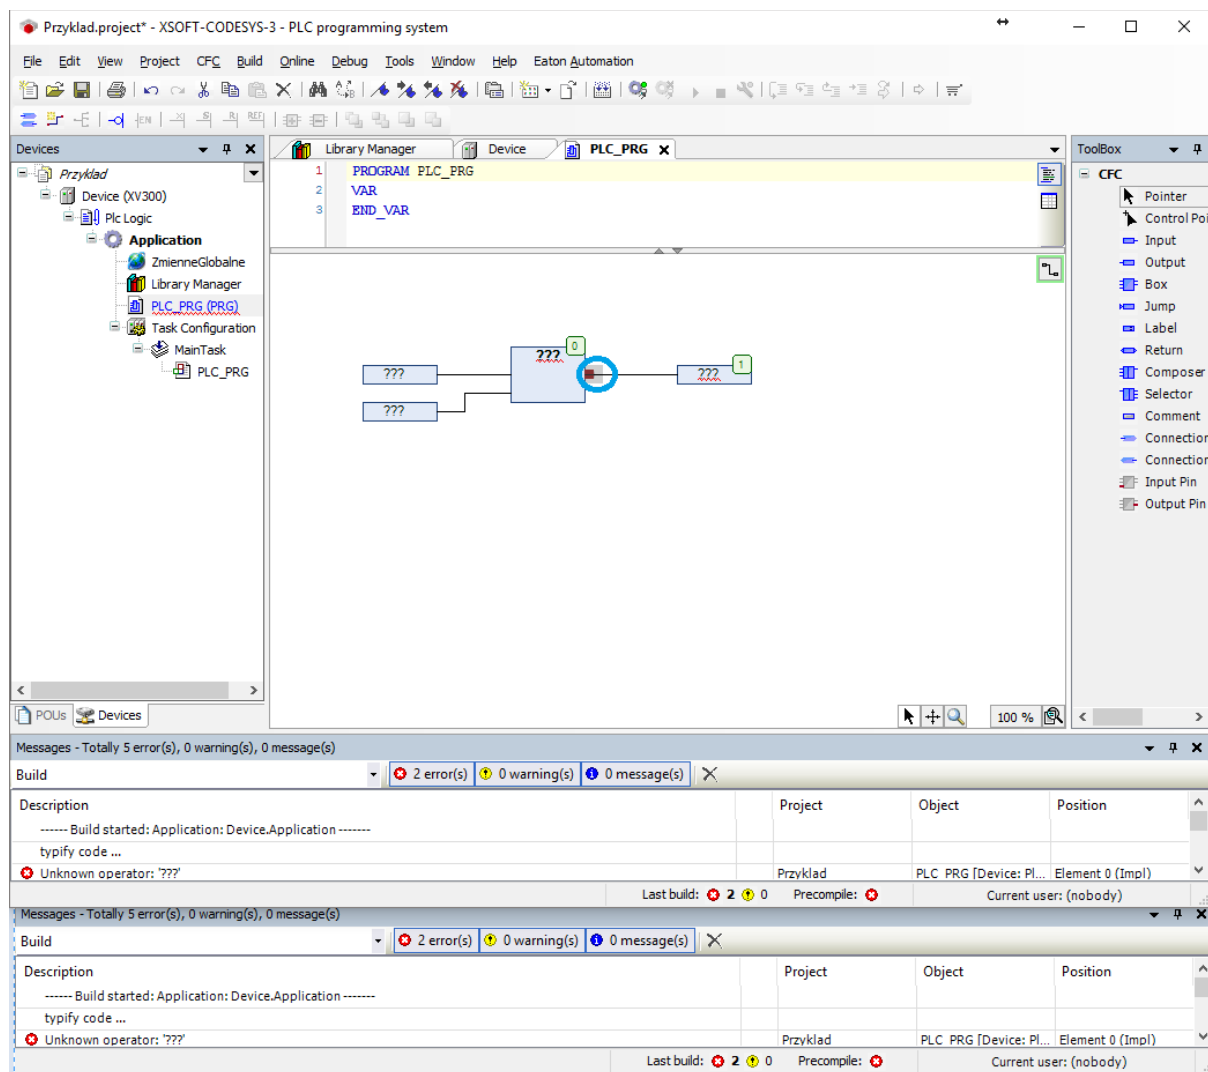 Przyklad.project* - XSOFT-CODESYS-3 - PLC programming system
File Edit View Project CFC Build Online Debug Tools Window Help Eaton Automation
Devices
Przyklad
Device (XV300)
Plc Logic
Application
ZmienneGlobalne
Library Manager
PLC_PRG (PRG)
Task Configuration
MainTask
PLC_PRG
POUs Devices
Library Manager Device PLC_PRG
1 PROGRAM PLC_PRG
2 VAR
3 END_VAR
??? 0
??? ??? 1
???
100 %
ToolBox
CFC
Pointer
Control Poi
Input
Output
Box
Jump
Label
Return
Composer
Selector
Comment
Connection
Connection
Input Pin
Output Pin
Messages - Totally 5 error(s), 0 warning(s), 0 message(s)
Build 2 error(s) 0 warning(s) 0 message(s)
Description Project Object Position
------ Build started: Application: Device.Application -------
typify code ...
Unknown operator: '???' Przyklad PLC_PRG [Device: Pl... Element 0 (Impl)
Last build: 2 0 Precompile: Current user: (nobody)
Messages - Totally 5 error(s), 0 warning(s), 0 message(s)
Build 2 error(s) 0 warning(s) 0 message(s)
Description Project Object Position
------ Build started: Application: Device.Application -------
typify code ...
Unknown operator: '???' Przyklad PLC_PRG [Device: Pl... Element 0 (Impl)
Last build: 2 0 Precompile: Current user: (nobody)